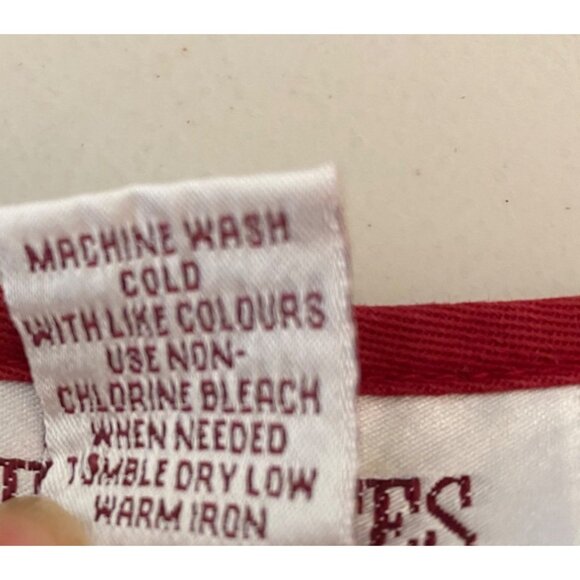 MACHINE WASH
COLD
WITH LIKE COLOURS
USE NON-
CHLORINE BLEACH
WHEN NEEDED
TUMBLE DRY LOW
WARM IRON